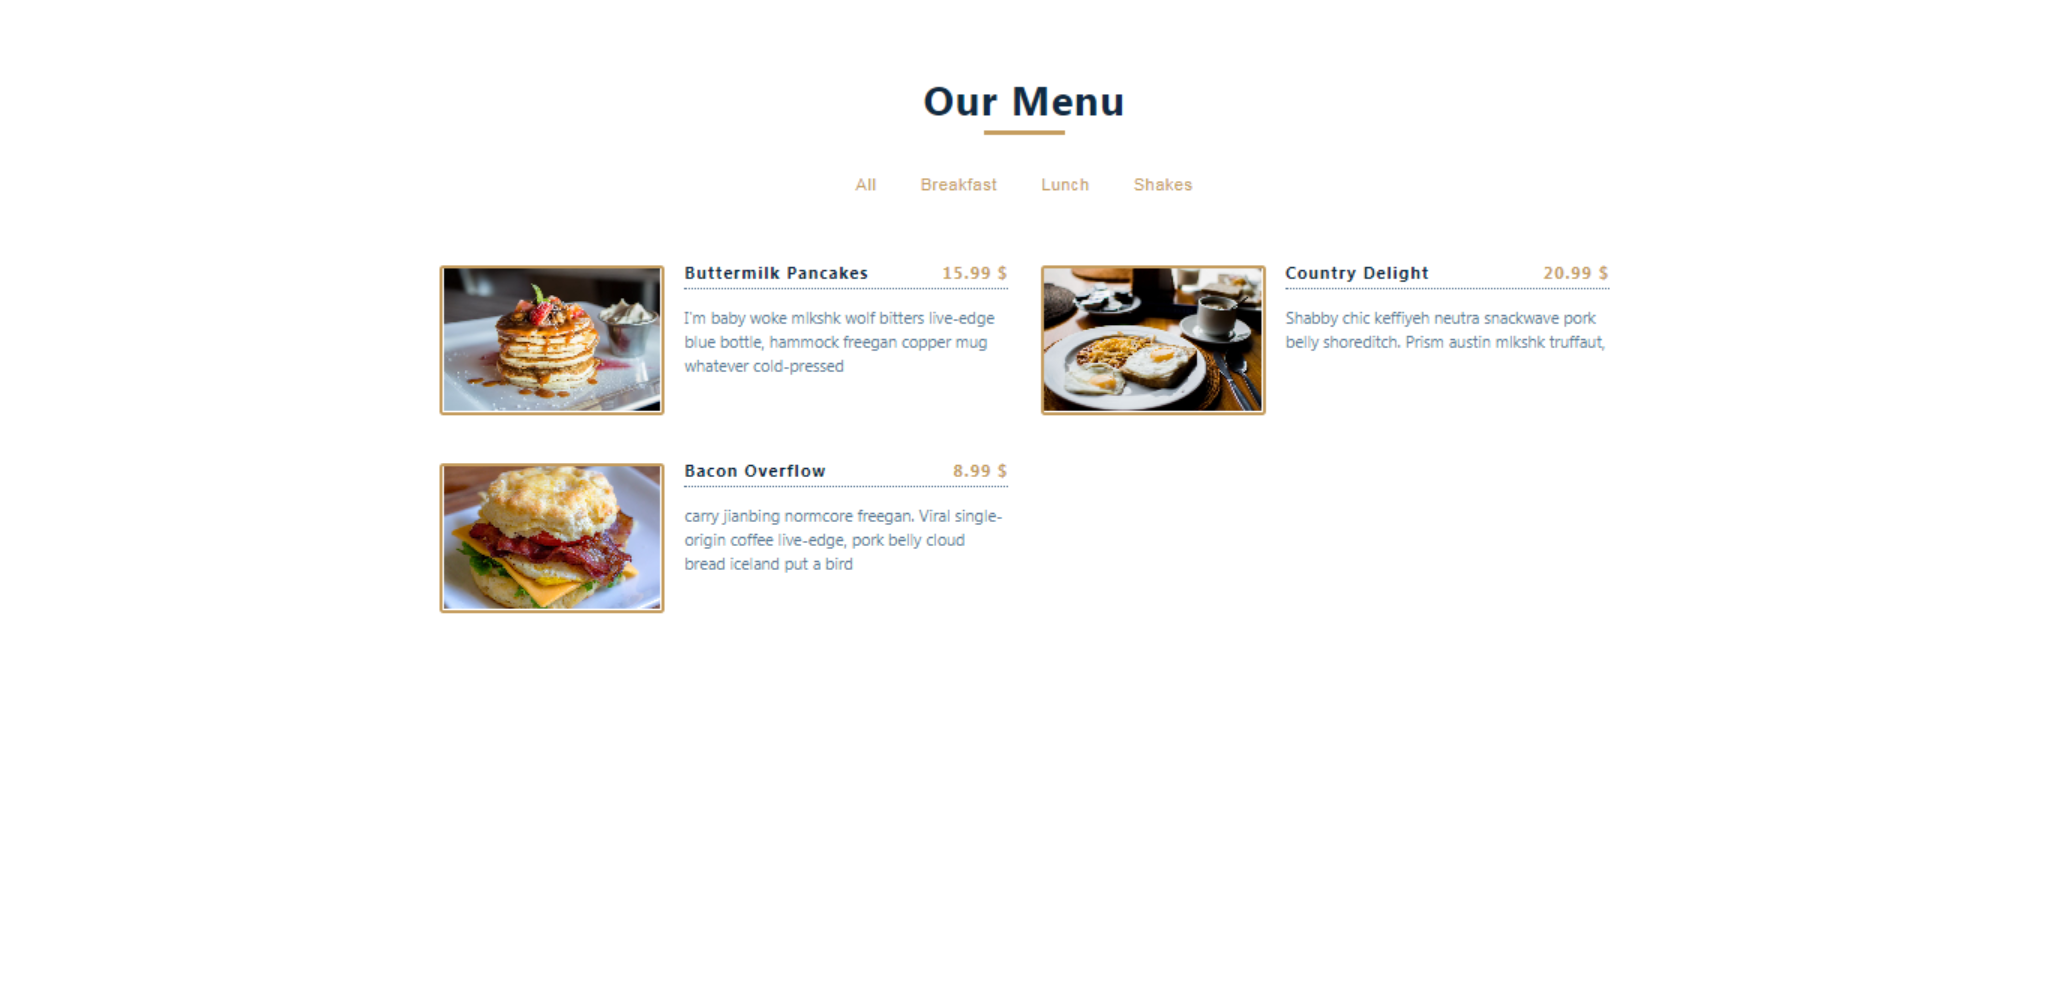 Our Menu
All Breakfast Lunch Shakes
Buttermilk Pancakes 15.99 $
I'm baby woke mlkshk wolf bitters live-edge
blue bottle, hammock freegan copper mug
whatever cold-pressed
Country Delight 20.99 $
Shabby chic keffiyeh neutra snackwave pork
belly shoreditch. Prism austin mlkshk truffaut,
Bacon Overflow 8.99 $
carry jianbing normcore freegan. Viral single-
origin coffee live-edge, pork belly cloud
bread iceland put a bird